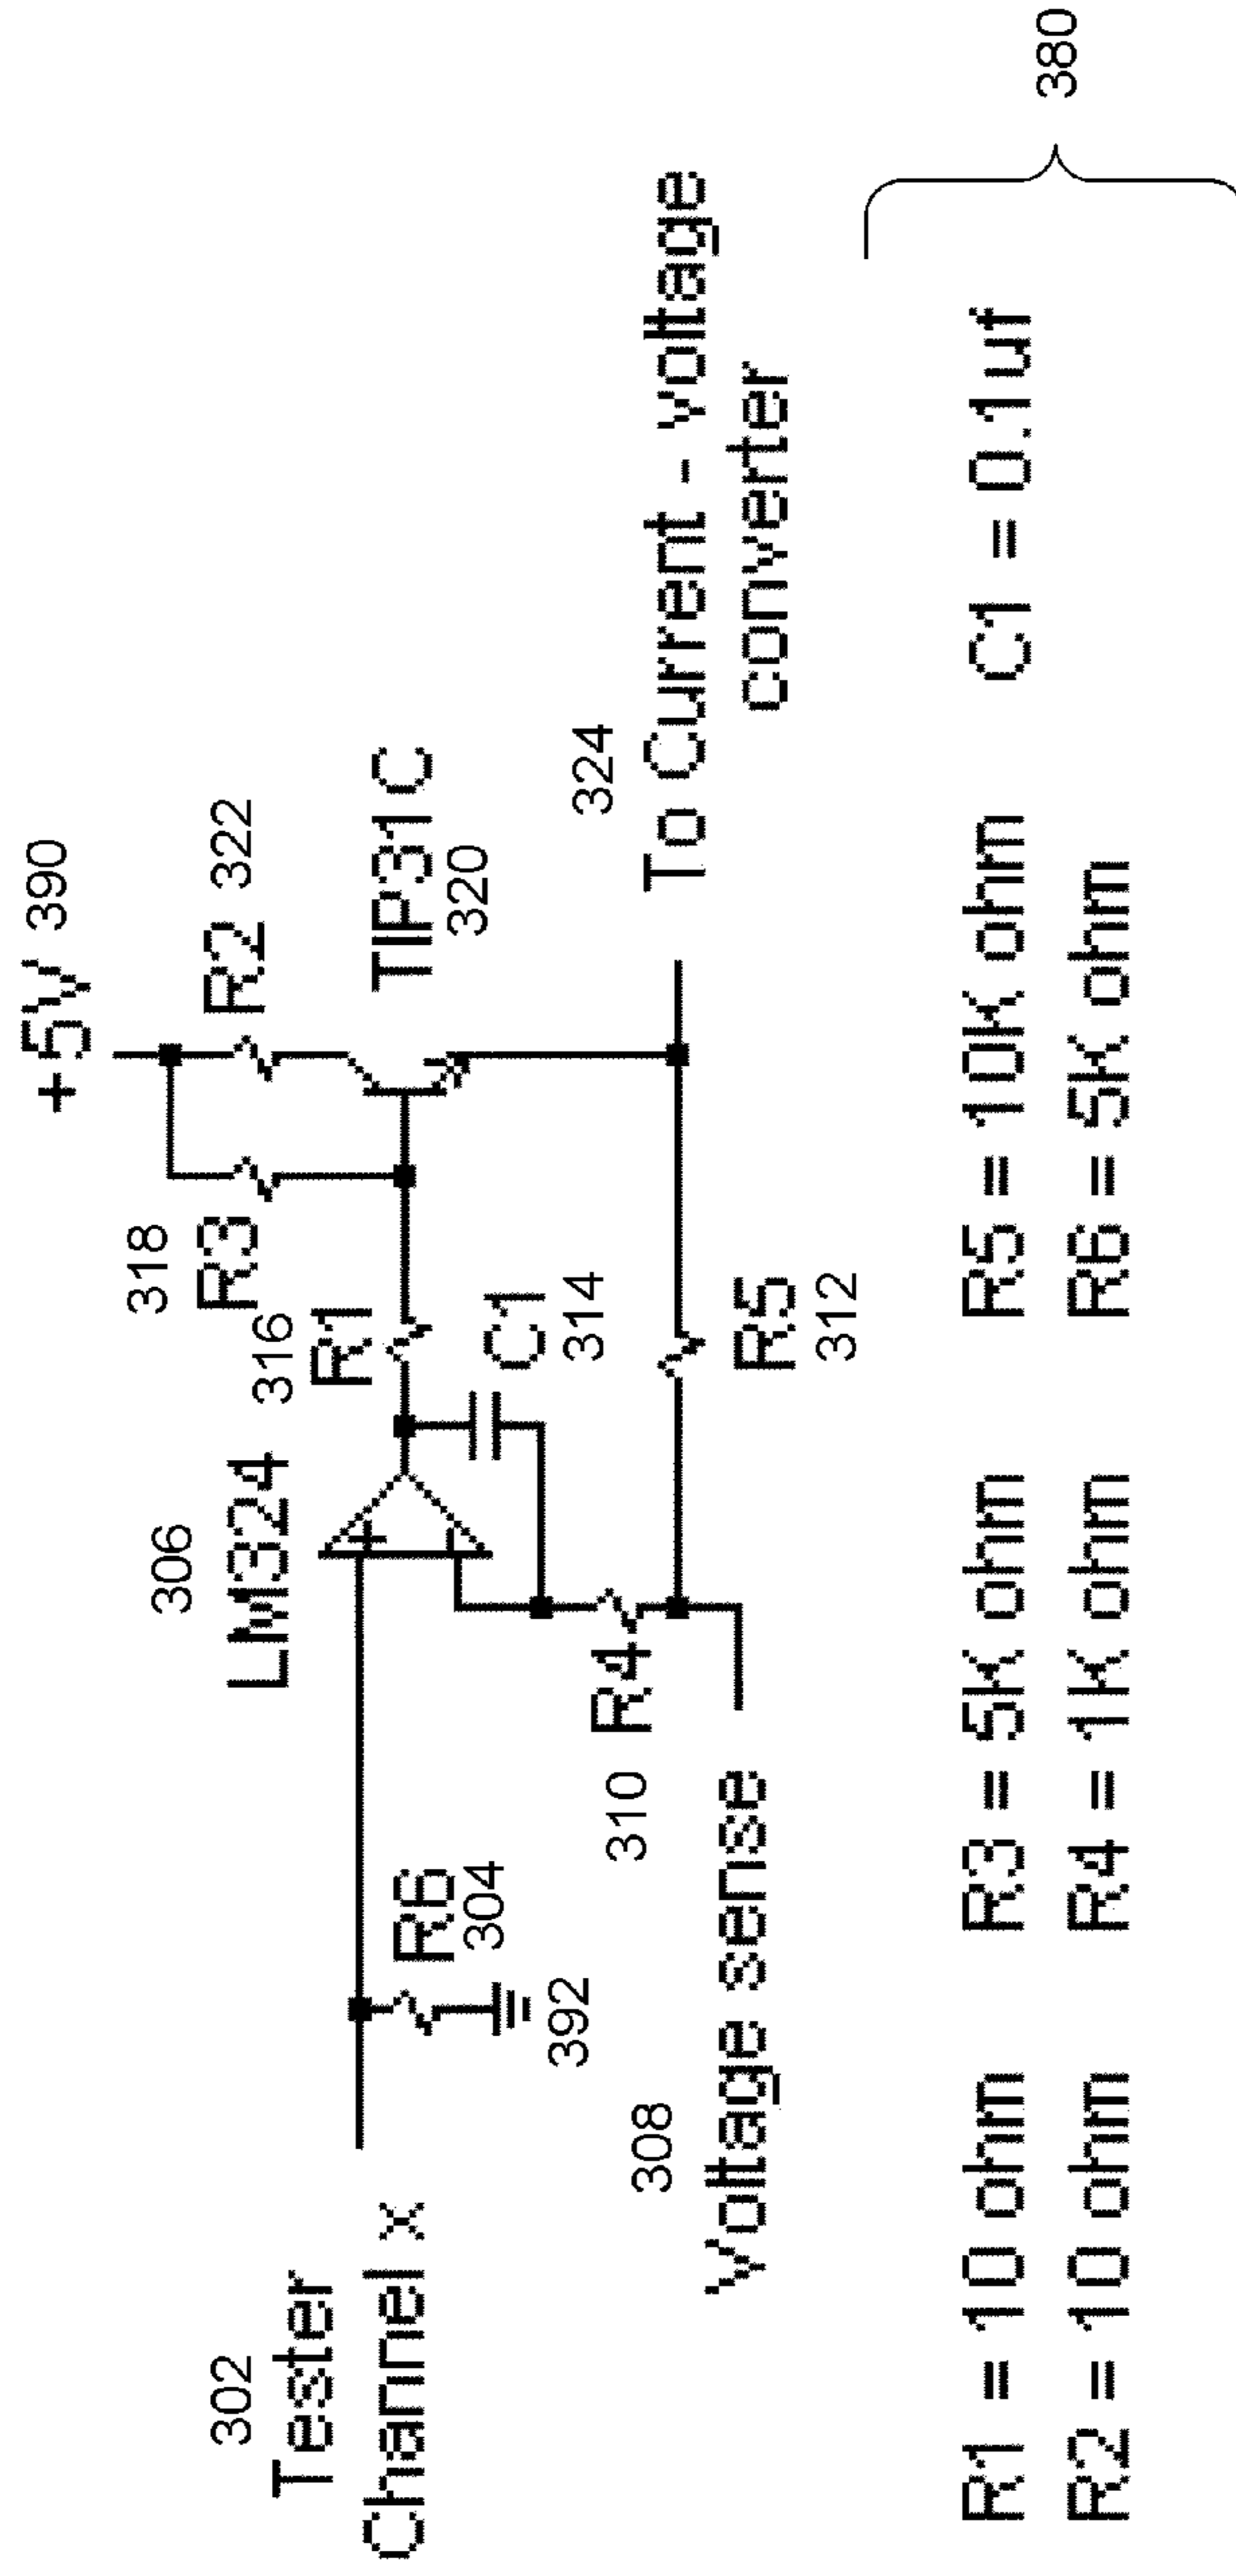 +5V 390
318
R3
R2 322
306
LM324
316
R1
TIP31C
320
302
Tester
Channel x
R6
304
392
C1
314
310 R4
324
To Current - voltage
converter
308
Voltage sense
R5
312
R1 = 10 ohm R3 = 5K ohm R5 = 10K ohm C1 = 0.1uf
R2 = 10 ohm R4 = 1K ohm R6 = 5K ohm
380